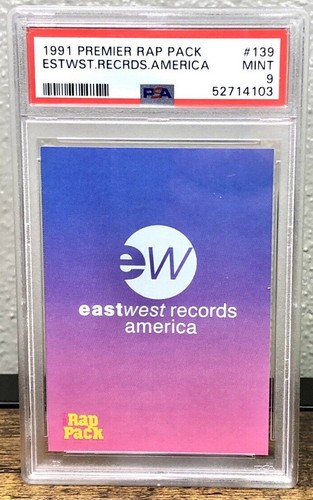 1991 PREMIER RAP PACK #139
ESTWST.RECRDS.AMERICA MINT
9
PSA 52714103
ew
eastwest records
america
Rap
Pack